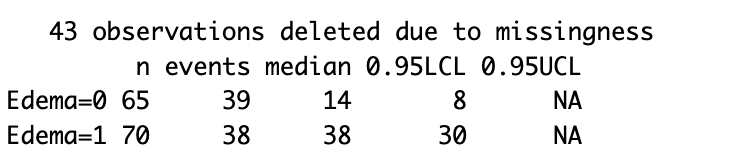 43 observations deleted due to missingness
n events median 0.95LCL 0.95UCL
Edema=0 65 39 14 8 NA
Edema=1 70 38 38 30 NA